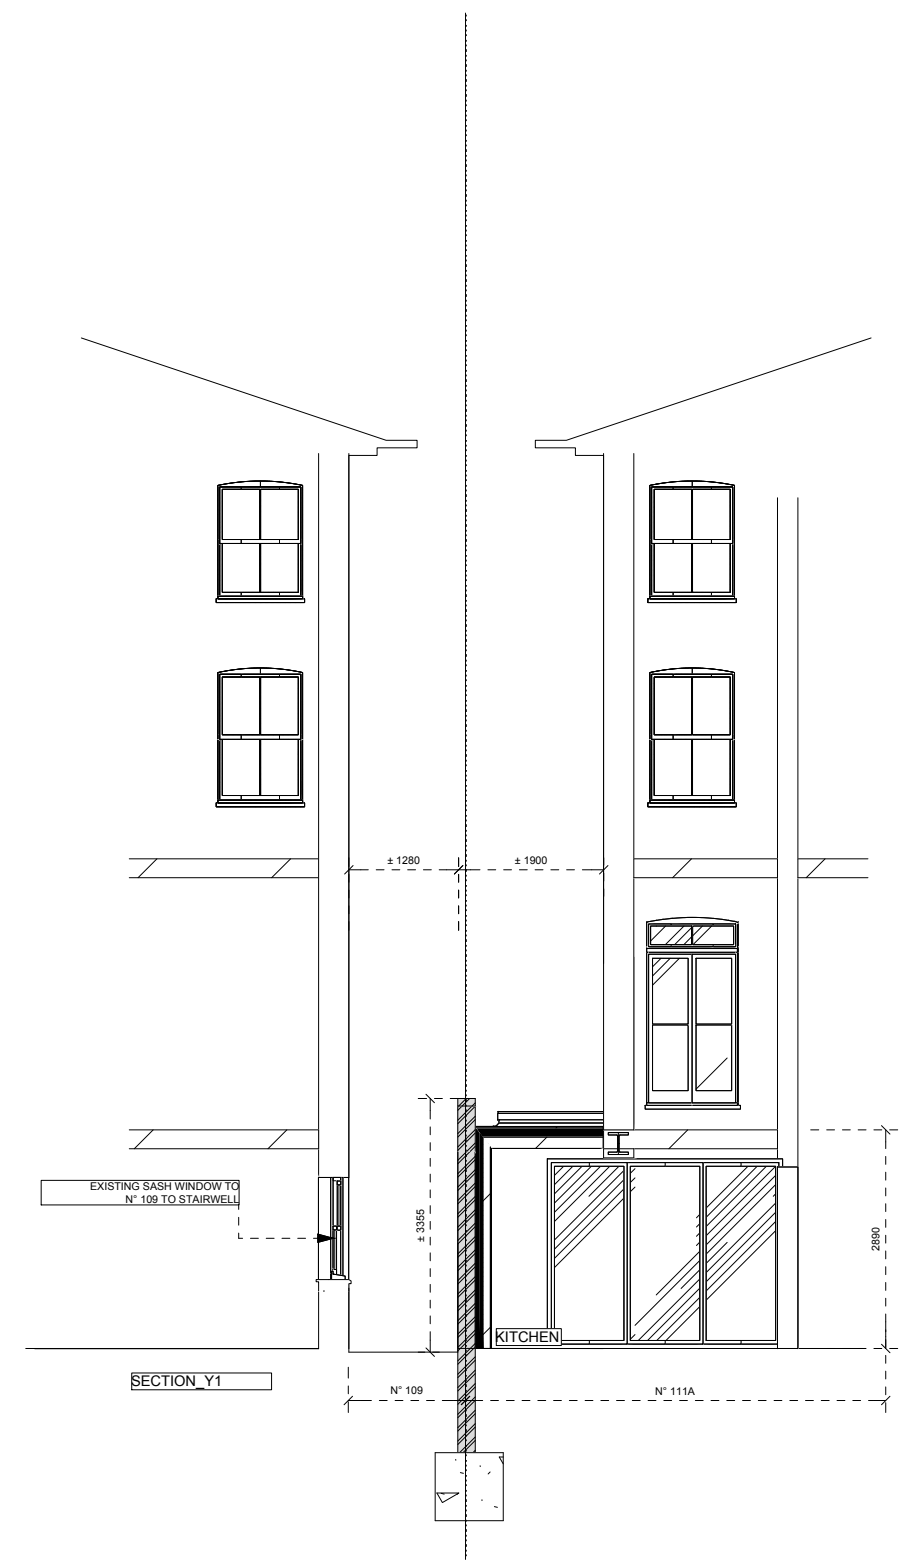 ± 1280
± 1900
EXISTING SASH WINDOW TO
N° 109 TO STAIRWELL
± 3355
2890
KITCHEN
SECTION_Y1
N° 109
N° 111A